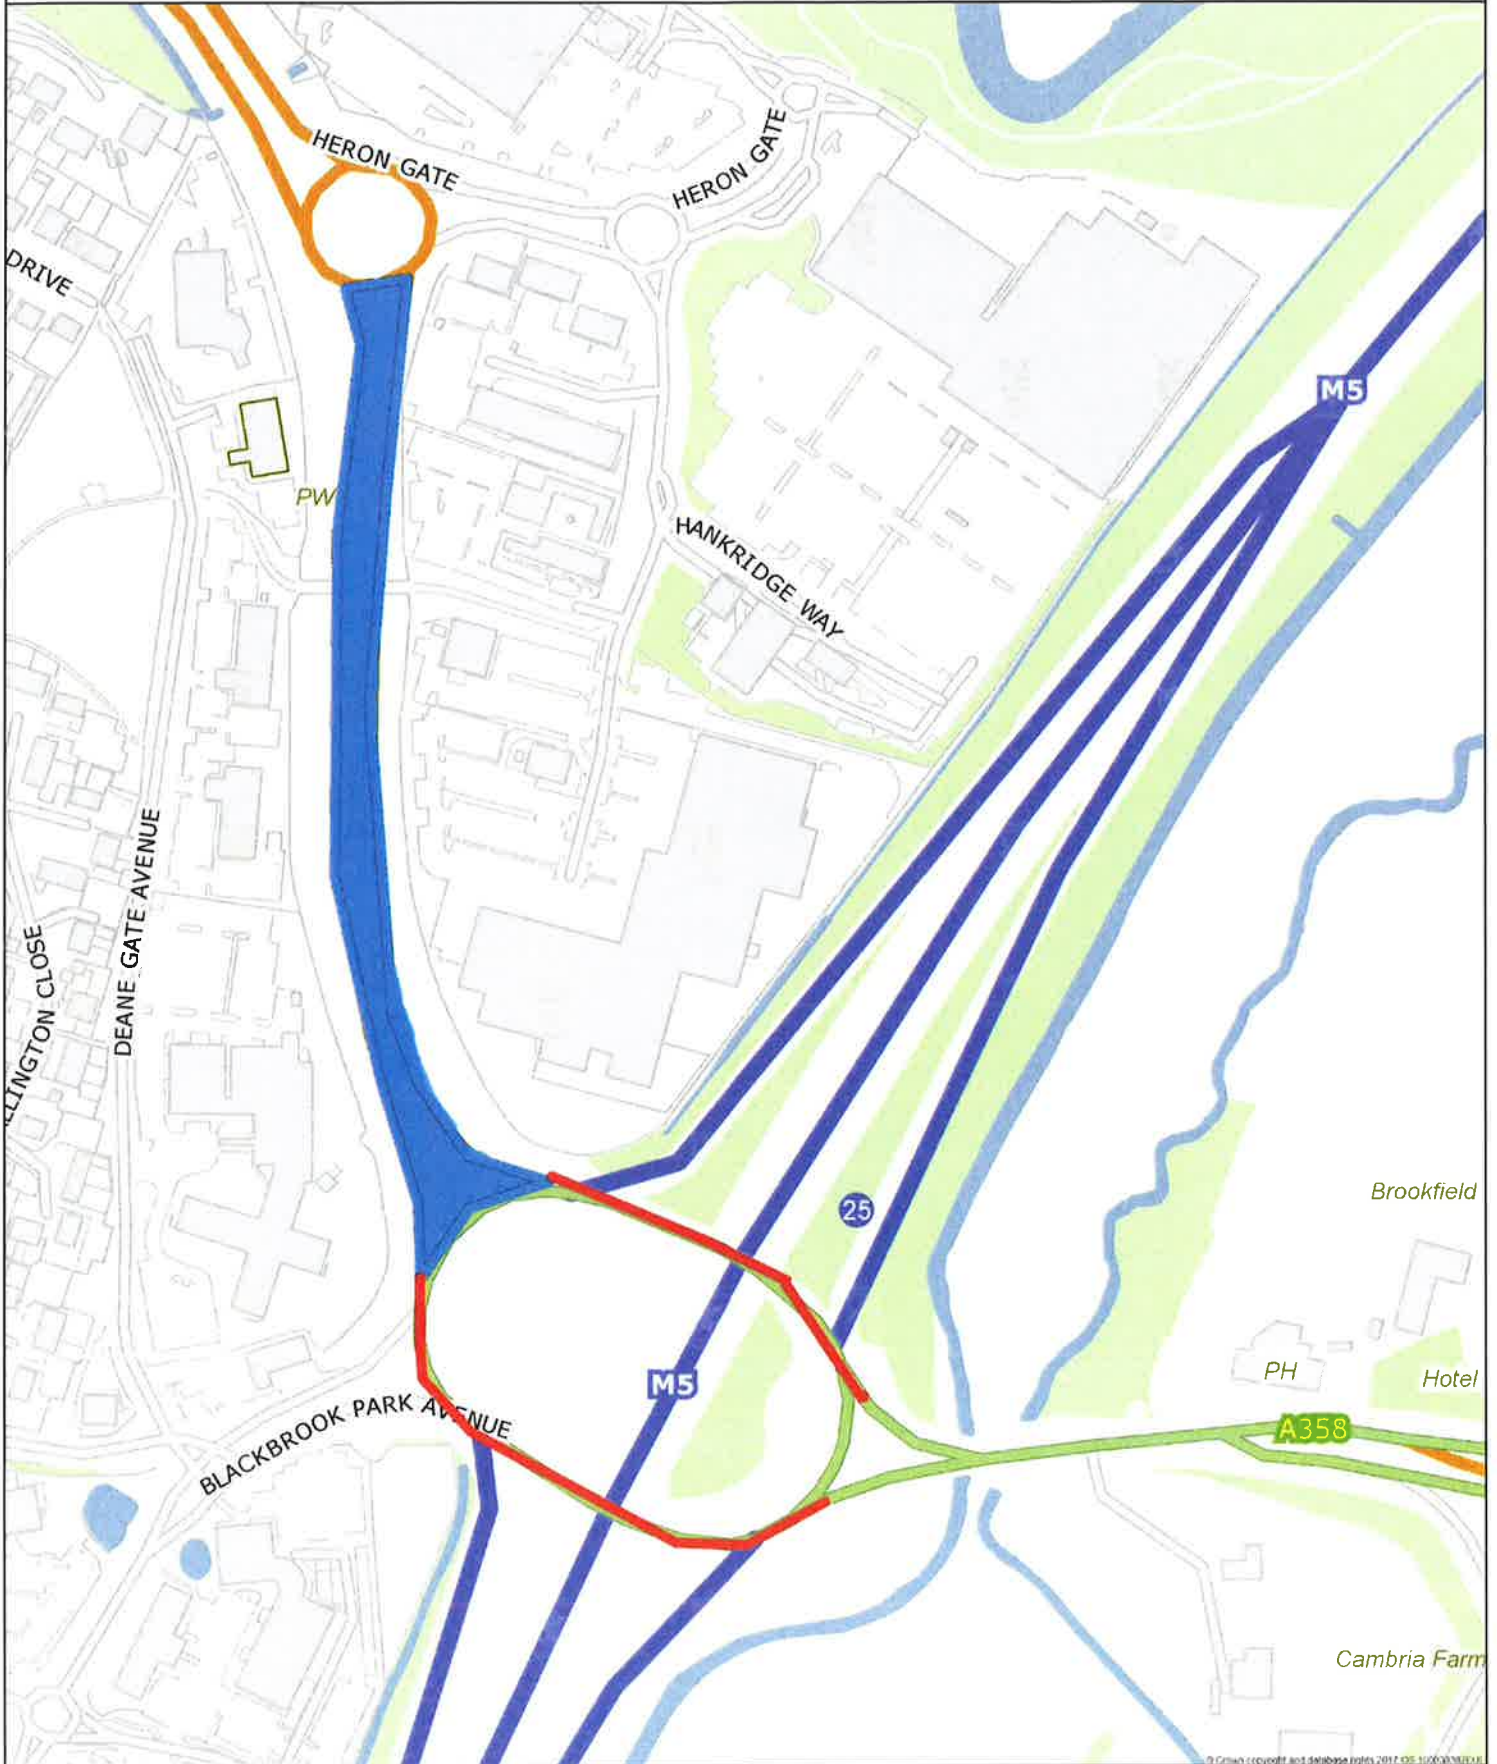 HERON GATE
HERON GATE
DRIVE
M5
PW
HANKRIDGE WAY
DEANE GATE AVENUE
LLINGTON CLOSE
Brookfield
25
PH
Hotel
M5
A358
BLACKBROOK PARK AVENUE
Cambria Farm